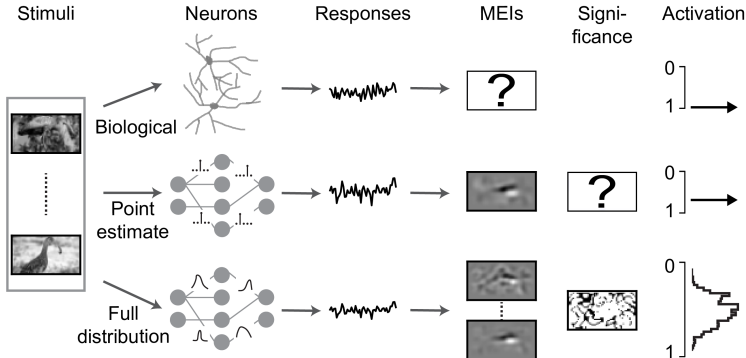 Stimuli
Neurons
Responses
MEIs
Signi-
ficance
Activation
Biological
?
0
1
Point
estimate
?
0
1
Full
distribution
0
1